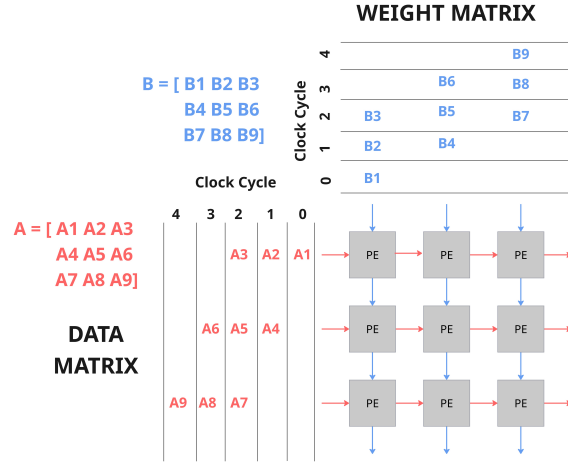 WEIGHT MATRIX
B = [ B1 B2 B3
B4 B5 B6
B7 B8 B9]
Clock Cycle
4
3
2
1
0
B9
B6 B8
B3 B5 B7
B2 B4
B1
Clock Cycle
4 3 2 1 0
A = [ A1 A2 A3
A4 A5 A6
A7 A8 A9]
DATA
MATRIX
A3 A2 A1
PE PE PE
A6 A5 A4
PE PE PE
A9 A8 A7
PE PE PE